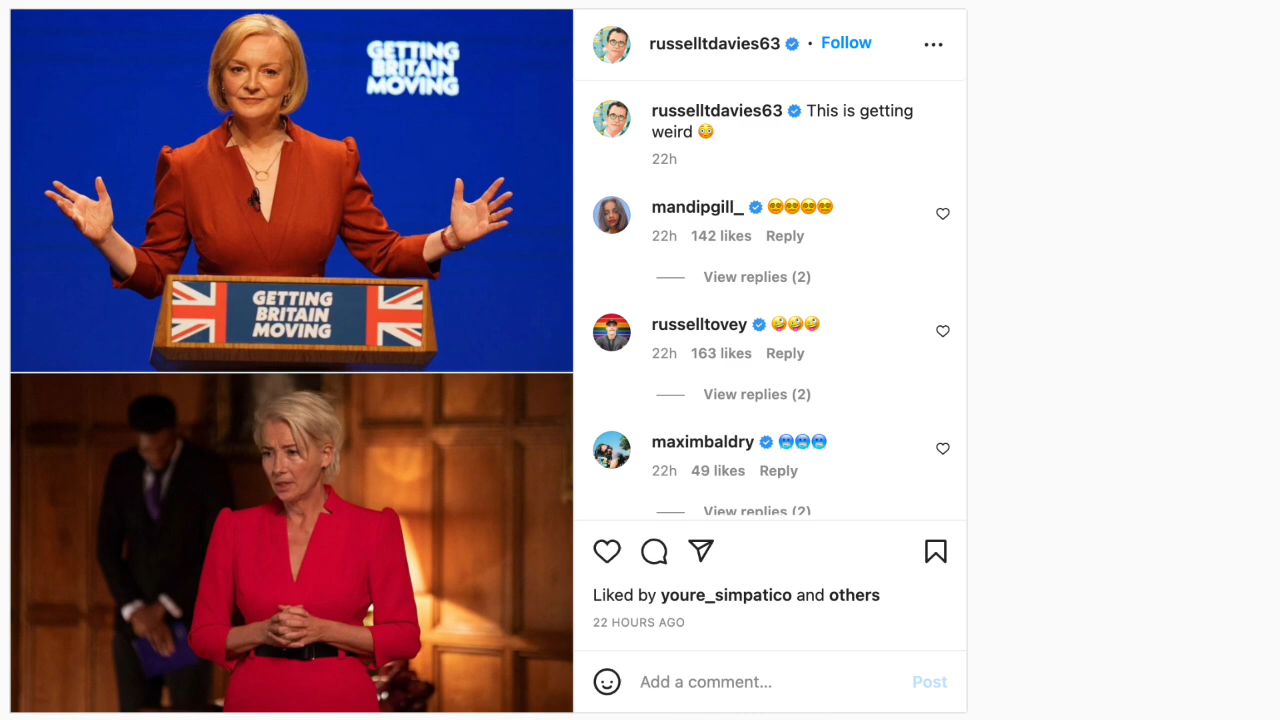 GETTING
BRITAIN
MOVING
GETTING
BRITAIN
MOVING
russelltdavies63 • Follow
russelltdavies63 This is getting
weird 😳
22h
mandipgill_ 😵‍💫😵‍💫😵‍💫😵‍💫
22h 142 likes Reply
View replies (2)
russelltovey 🤪🤪🤪
22h 163 likes Reply
View replies (2)
maximbaldry 🥶🥶🥶
22h 49 likes Reply
View replies (2)
Liked by youre_simpatico and others
22 HOURS AGO
Add a comment... Post